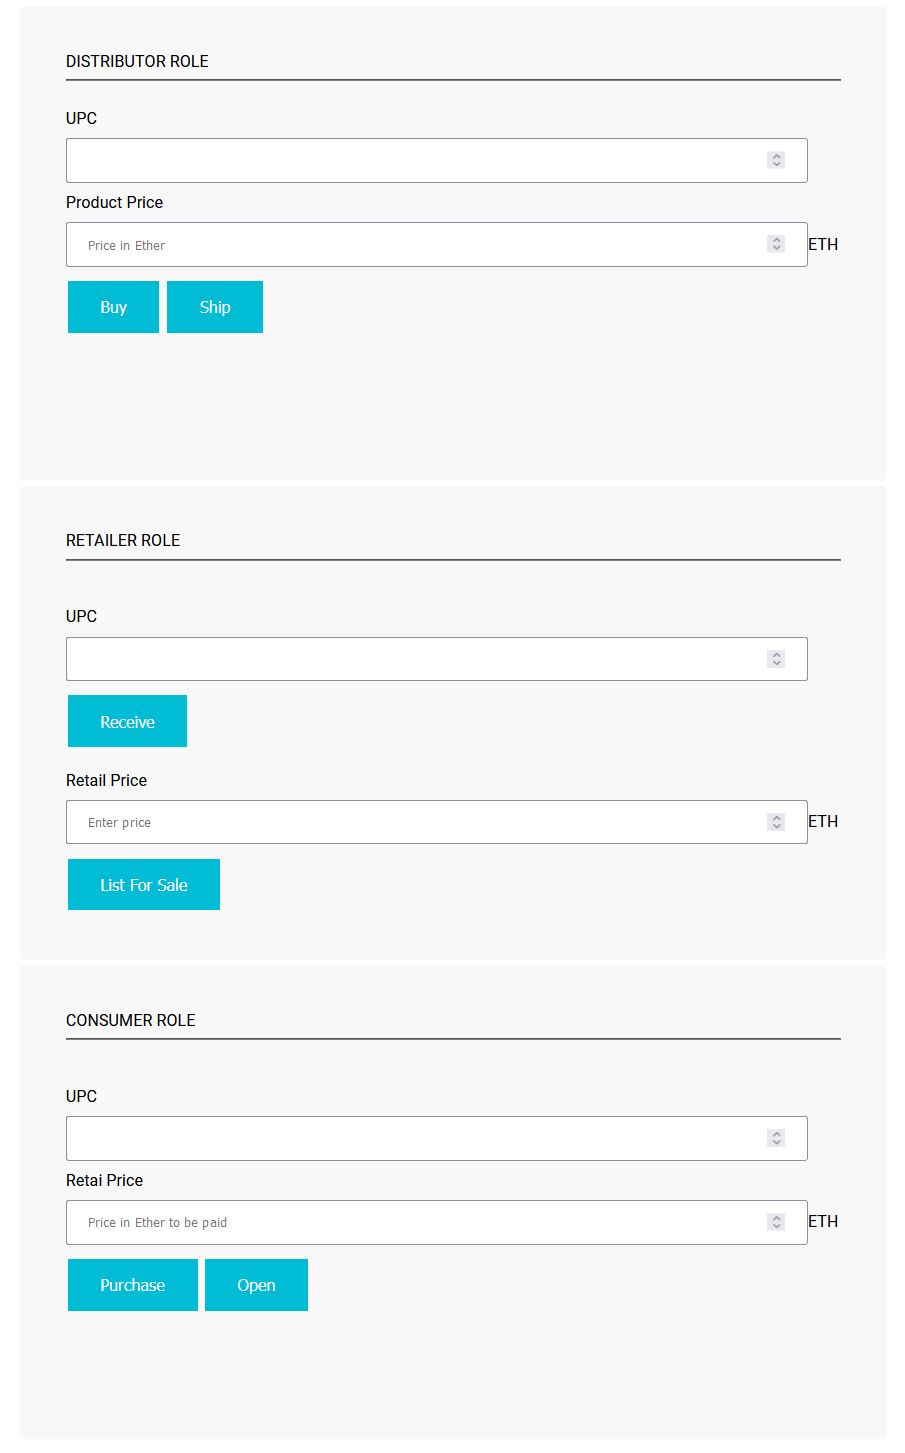 DISTRIBUTOR ROLE
UPC
Product Price
Price in Ether ETH
Buy Ship
RETAILER ROLE
UPC
Receive
Retail Price
Enter price ETH
List For Sale
CONSUMER ROLE
UPC
Retai Price
Price in Ether to be paid ETH
Purchase Open